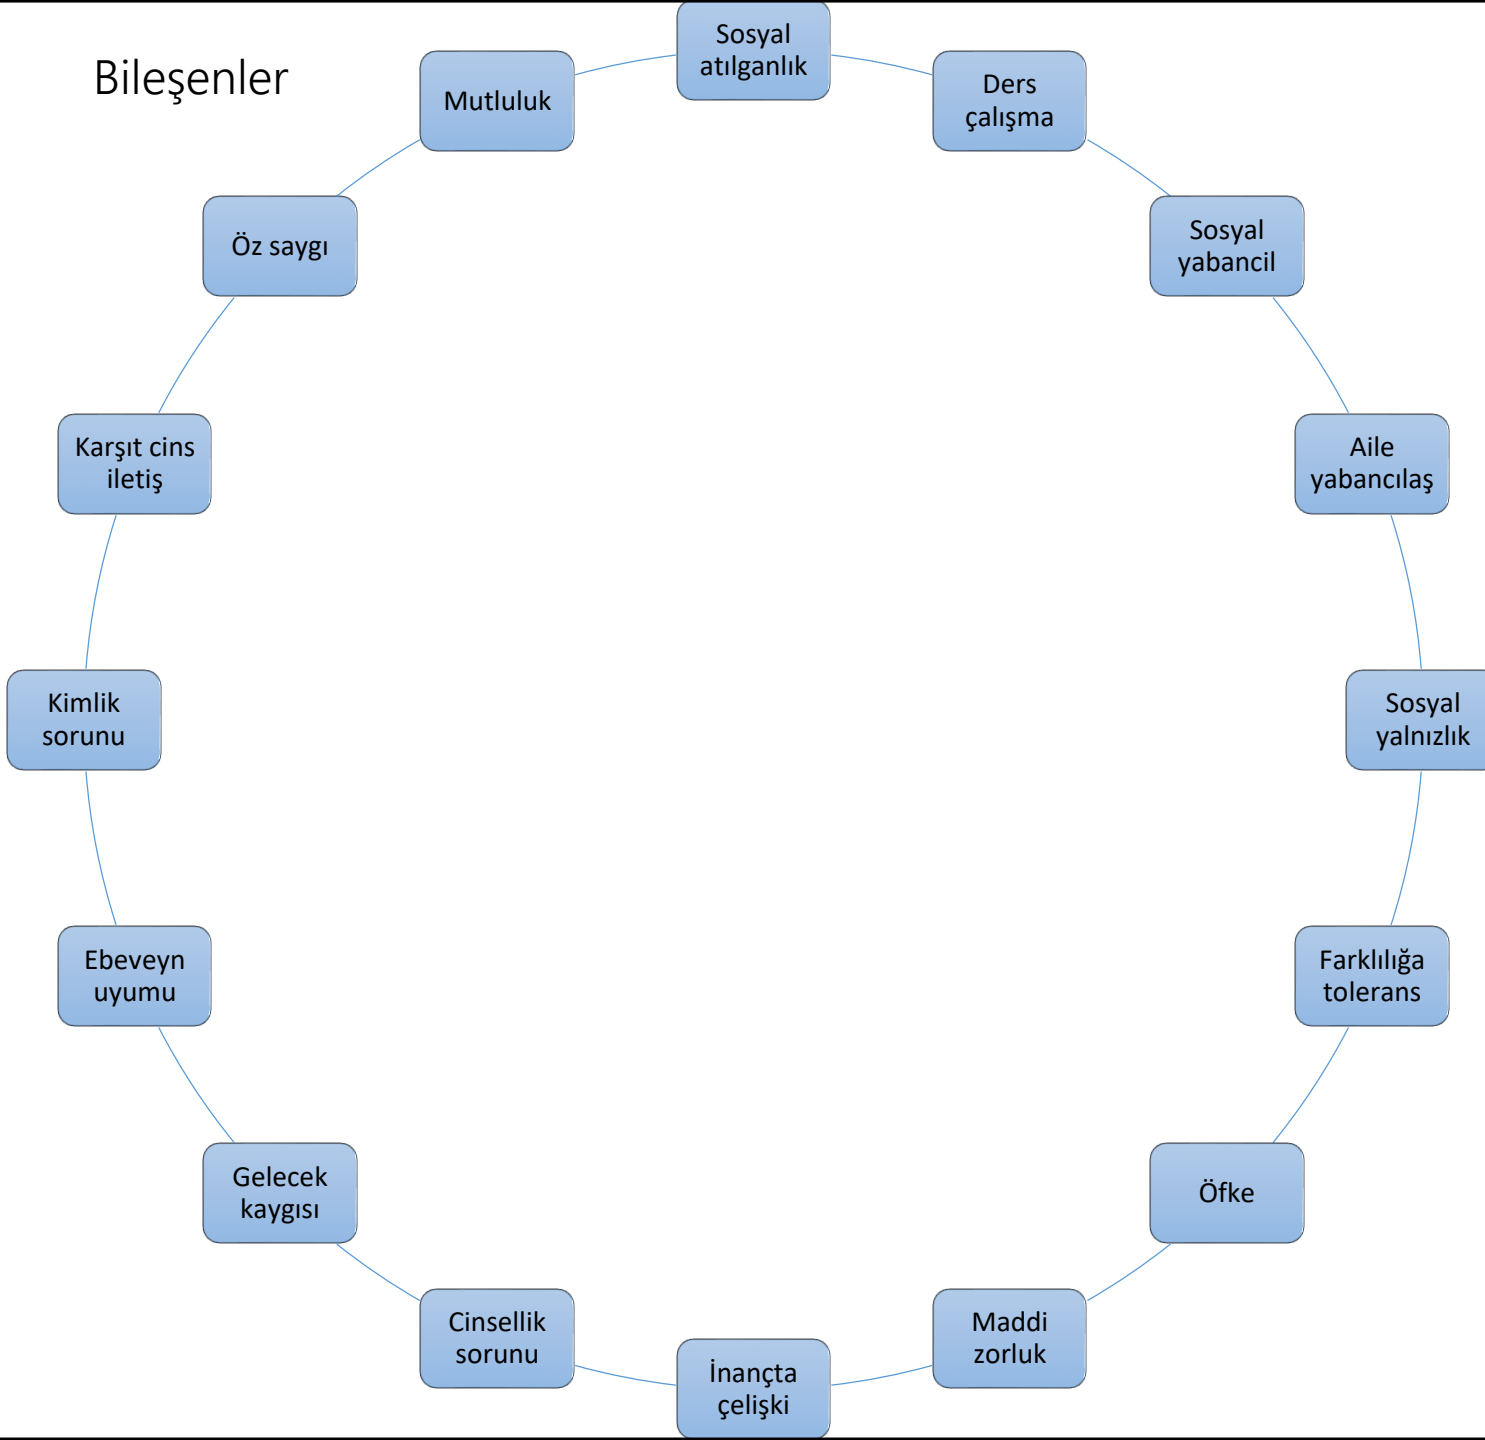 Bileşenler
Sosyal
atılganlık
Ders
çalışma
Sosyal
yabancil
Aile
yabancılaş
Sosyal
yalnızlık
Farklılığa
tolerans
Öfke
Maddi
zorluk
İnançta
çelişki
Cinsellik
sorunu
Gelecek
kaygısı
Ebeveyn
uyumu
Kimlik
sorunu
Karşıt cins
iletiş
Öz saygı
Mutluluk